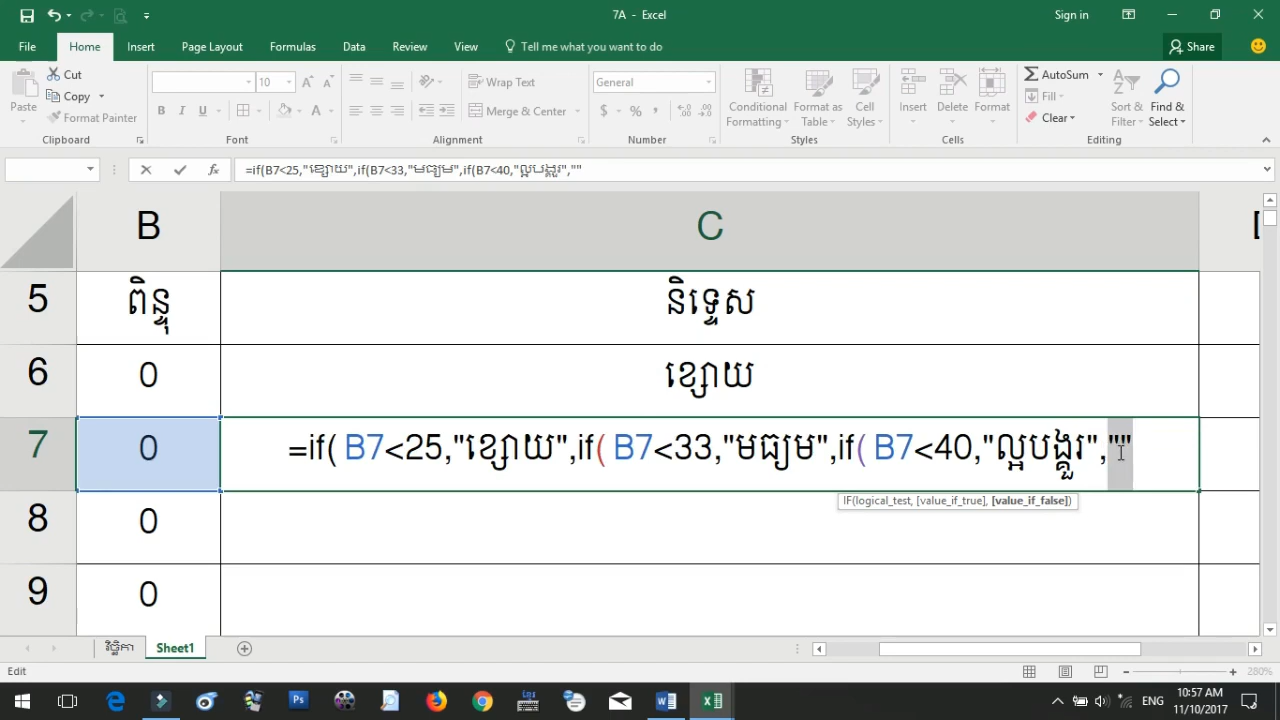 7A - Excel
Sign in
File Home Insert Page Layout Formulas Data Review View Tell me what you want to do Share
Paste Cut Copy Format Painter
10
B I U
Wrap Text
Merge & Center
General
$ % ,
Conditional Formatting Format as Table Cell Styles
Insert Delete Format
AutoSum Fill Clear
Sort & Filter Find & Select
Clipboard Font Alignment Number Styles Cells Editing
=if(B7<25,"ខ្សោយ",if(B7<33,"មធ្យម",if(B7<40,"ល្អបង្គួរ",""
B C
5 ពិន្ទុ និទ្ទេស
6 0 ខ្សោយ
7 0 =if( B7<25,"ខ្សោយ",if( B7<33,"មធ្យម",if( B7<40,"ល្អបង្គួរ",""
IF(logical_test, [value_if_true], [value_if_false])
8 0
9 0
វិច្ឆិកា Sheet1
Edit 280%
ENG 10:57 AM
11/10/2017